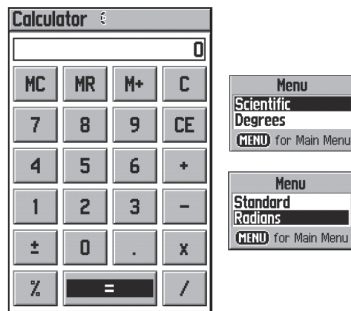 Calculator
0
MC MR M+ C
7 8 9 CE
4 5 6 +
1 2 3 −
± 0 . x
% = /
Menu
Scientific
Degrees
MENU for Main Menu
Menu
Standard
Radians
MENU for Main Menu